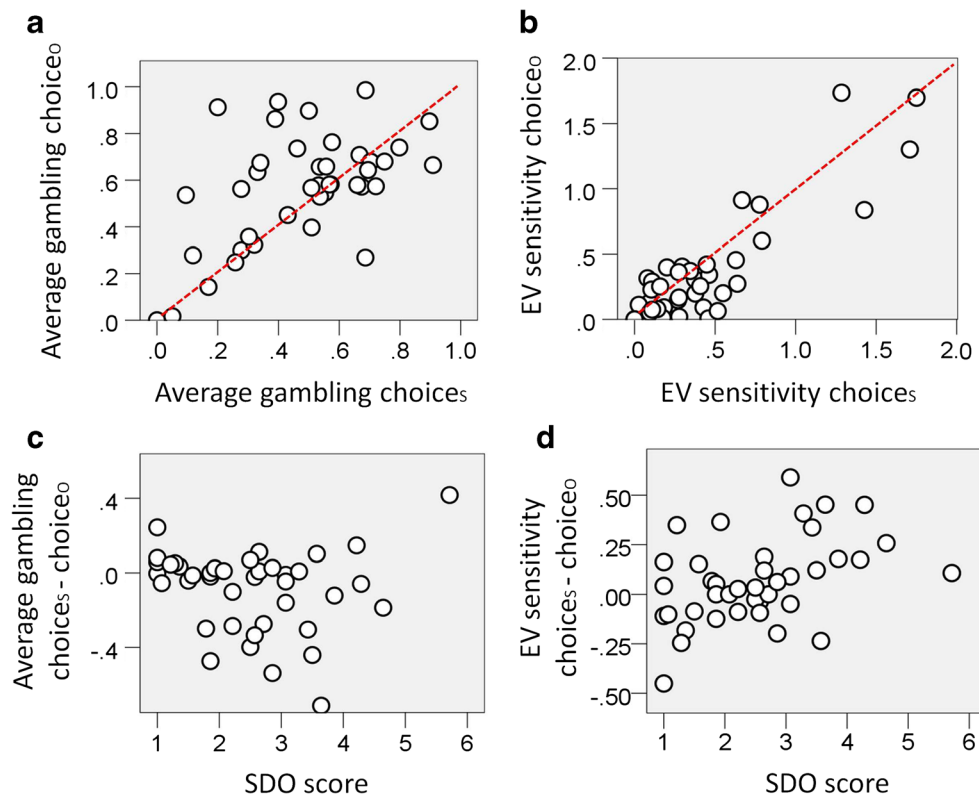 a
Average gambling choiceO
1.0
.8
.6
.4
.2
.0
.0 .2 .4 .6 .8 1.0
Average gambling choiceS
b
EV sensitivity choiceO
2.0
1.5
1.0
.5
.0
.0 .5 1.0 1.5 2.0
EV sensitivity choiceS
c
Average gambling
choiceS - choiceO
.4
.0
-.4
1 2 3 4 5 6
SDO score
d
EV sensitivity
choiceS - choiceO
.50
.25
.00
-.25
-.50
1 2 3 4 5 6
SDO score